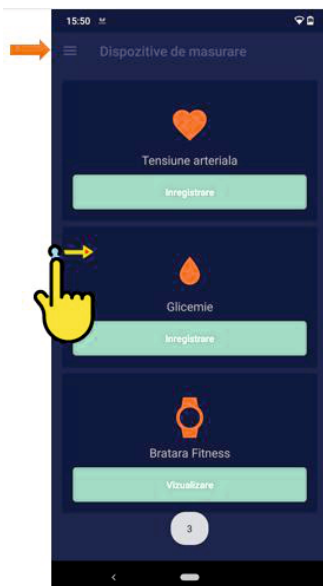 15:50
Dispozitive de masurare
Tensiune arteriala
Inregistrare
Glicemie
Inregistrare
Bratara Fitness
Vizualizare
3